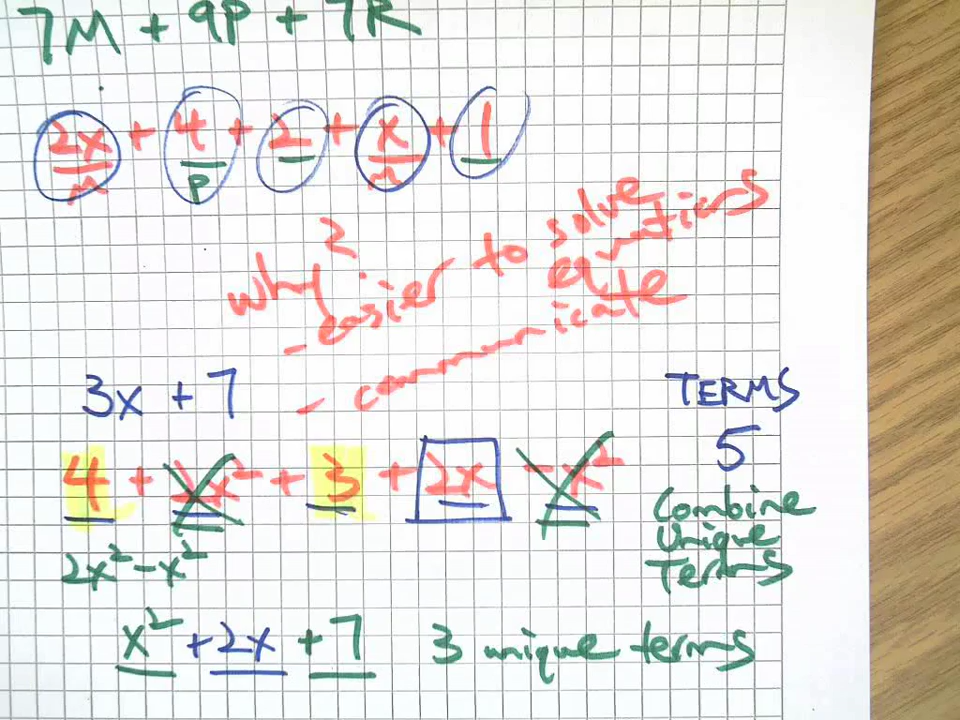 7M + 9P + 7R
2x + 4 + 2 + x + 1
M P M
why?
- easier to solve equations
- communicate
3x + 7
TERMS
4 + 2x² + 3 + 2x - x²
5
2x² - x²
Combine
Unique
Terms
x² + 2x + 7 3 unique terms